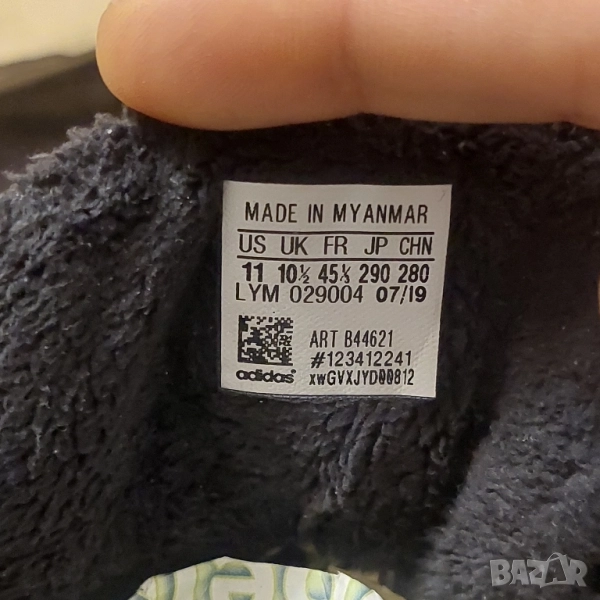 MADE IN MYANMAR
US UK FR JP CHN
11 10½ 45⅓ 290 280
LYM 029004 07/19
ART B44621
#123412241
adidas xwGVXJYD00812
BAZAR